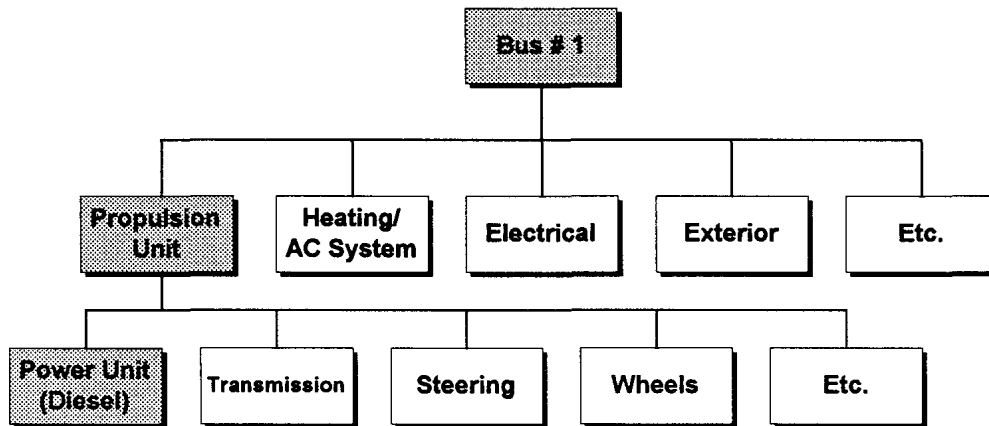 Bus # 1
Propulsion
Unit
Heating/
AC System
Electrical
Exterior
Etc.
Power Unit
(Diesel)
Transmission
Steering
Wheels
Etc.